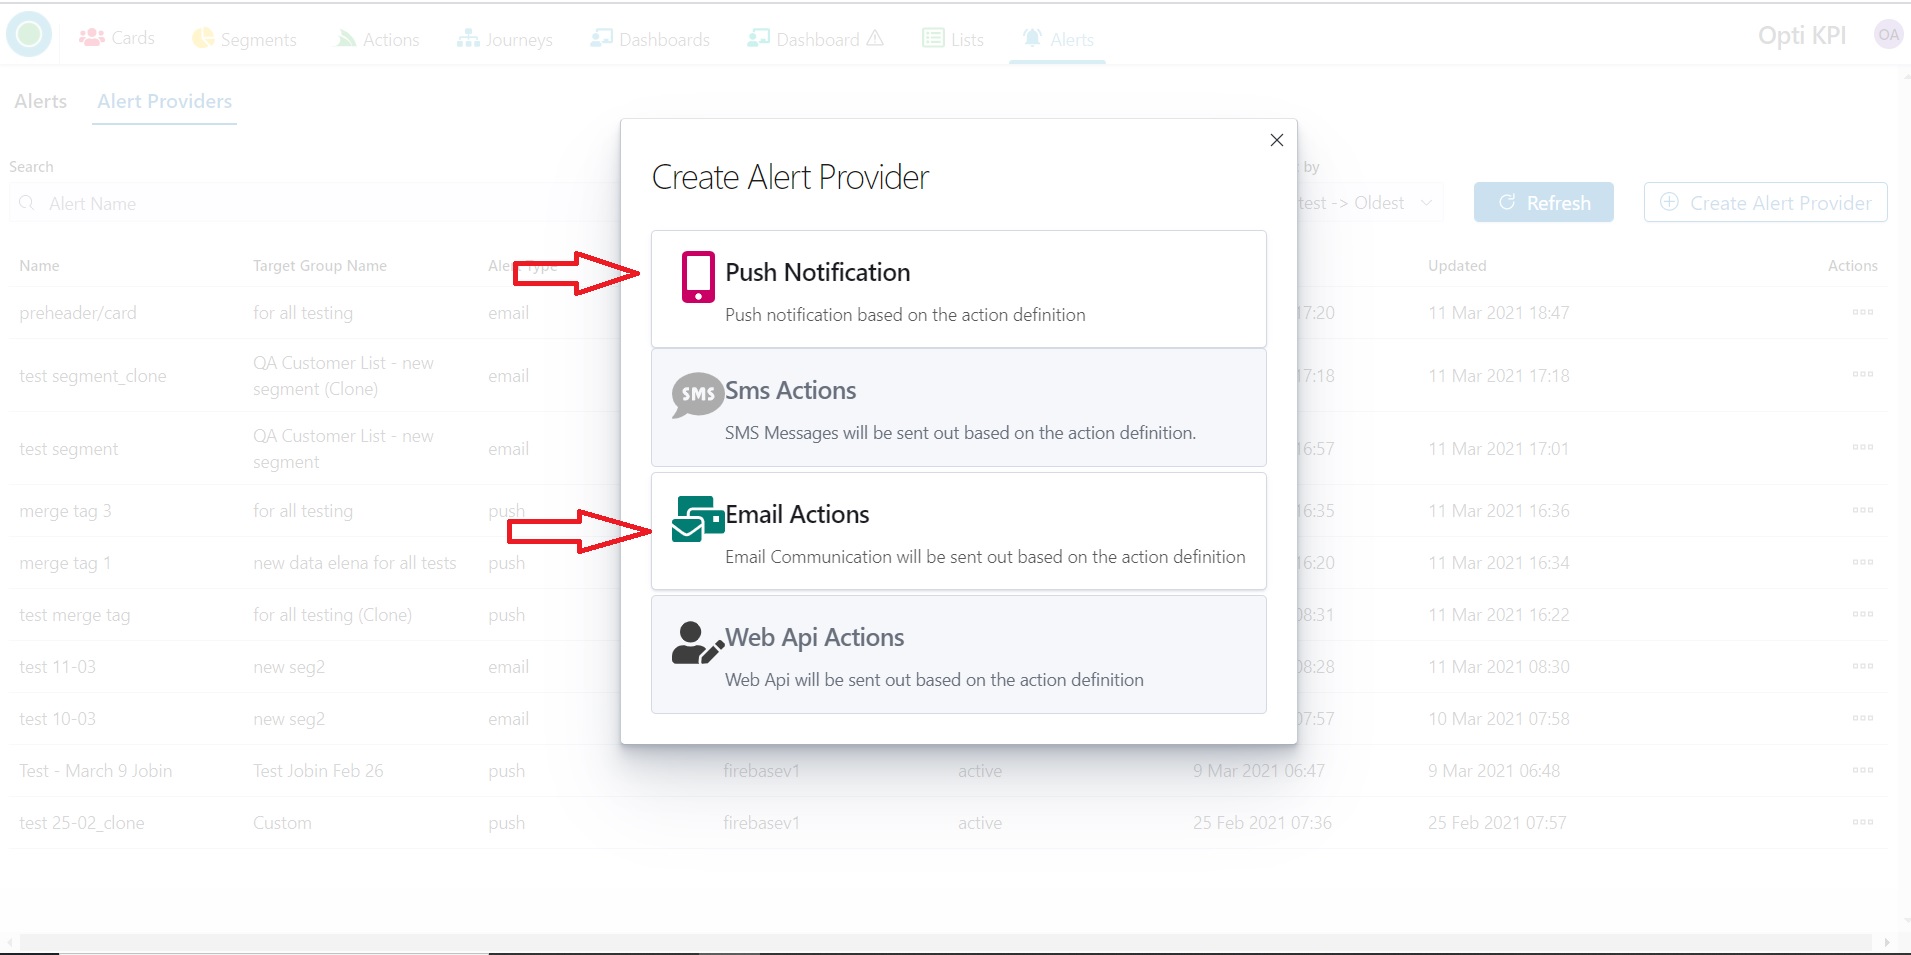 Cards Segments Actions Journeys Dashboards Dashboard Lists Alerts Opti KPI OA
Alerts Alert Providers
Search by
Alert Name test -> Oldest Refresh Create Alert Provider
Name Target Group Name Alert Type Updated Actions
preheader/card for all testing email 17:20 11 Mar 2021 18:47
test segment_clone QA Customer List - new email 17:18 11 Mar 2021 17:18
segment (Clone)
test segment QA Customer List - new email 16:57 11 Mar 2021 17:01
segment
merge tag 3 for all testing push 16:35 11 Mar 2021 16:36
merge tag 1 new data elena for all tests push 16:20 11 Mar 2021 16:34
test merge tag for all testing (Clone) push 08:31 11 Mar 2021 16:22
test 11-03 new seg2 email 08:28 11 Mar 2021 08:30
test 10-03 new seg2 email 07:57 10 Mar 2021 07:58
Test - March 9 Jobin Test Jobin Feb 26 push firebasev1 active 9 Mar 2021 06:47 9 Mar 2021 06:48
test 25-02_clone Custom push firebasev1 active 25 Feb 2021 07:36 25 Feb 2021 07:57
Create Alert Provider
Push Notification
Push notification based on the action definition
SMS
Sms Actions
SMS Messages will be sent out based on the action definition.
Email Actions
Email Communication will be sent out based on the action definition
Web Api Actions
Web Api will be sent out based on the action definition